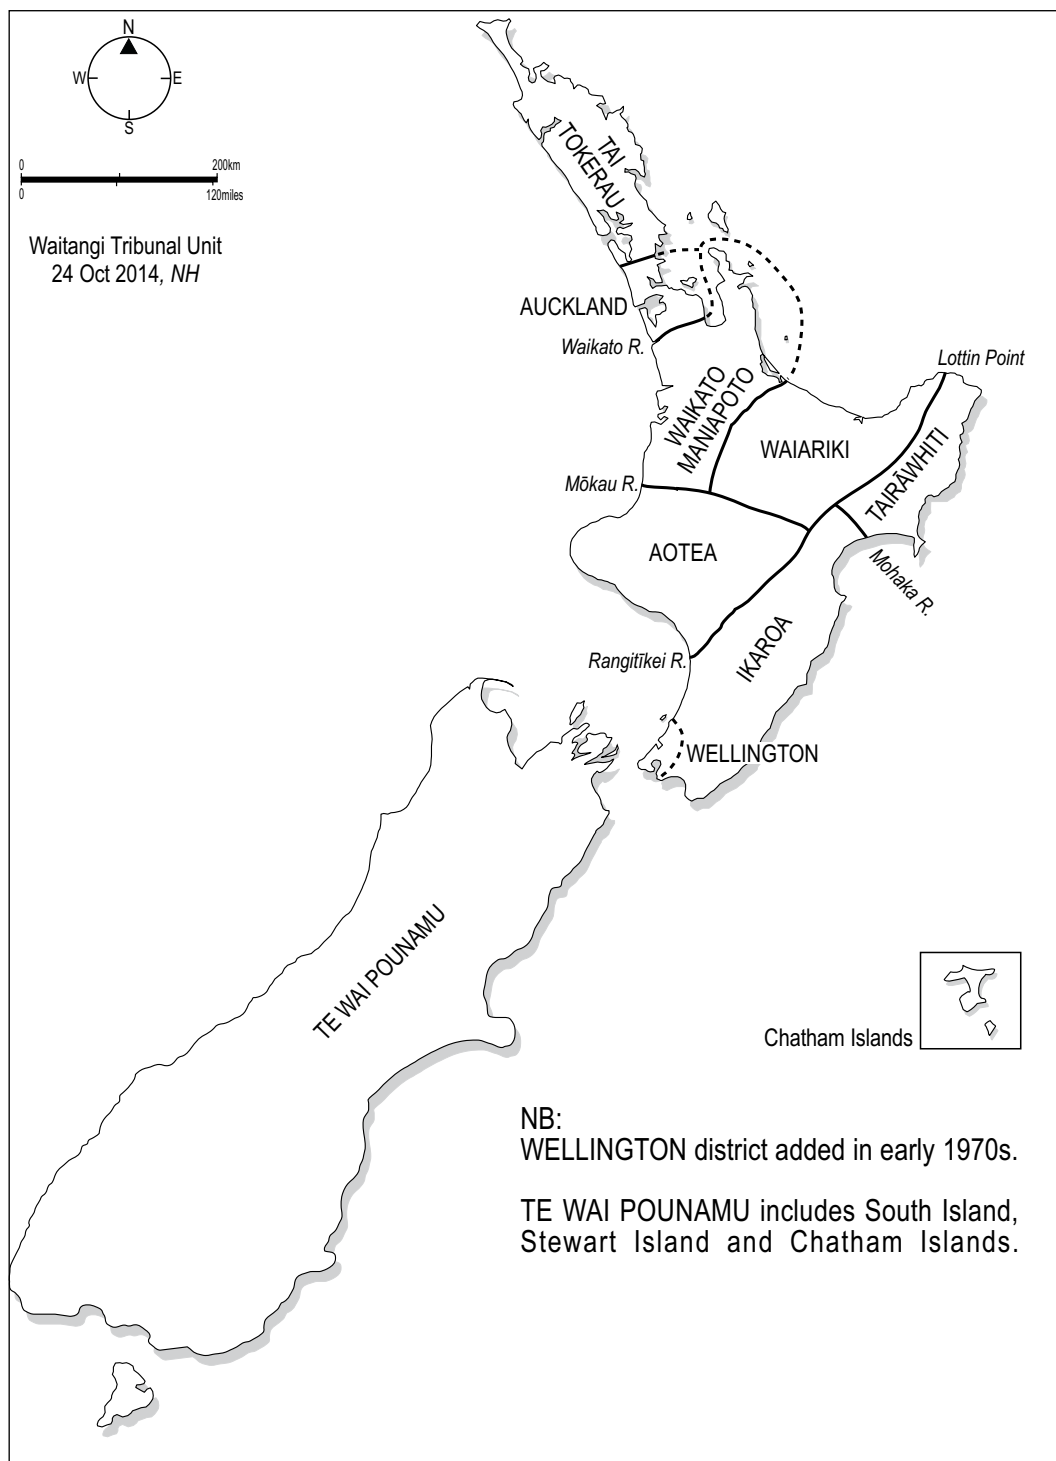 N
W
E
S
0
200km
0
120miles
Waitangi Tribunal Unit
24 Oct 2014, NH
TAI
TOKERAU
AUCKLAND
Waikato R.
Lottin Point
WAIKATO
MANIAPOTO
WAIARIKI
TAIRĀWHITI
Mōkau R.
AOTEA
Mohaka R.
IKAROA
Rangitīkei R.
WELLINGTON
TE WAI POUNAMU
Chatham Islands
NB:
WELLINGTON district added in early 1970s.
TE WAI POUNAMU includes South Island,
Stewart Island and Chatham Islands.